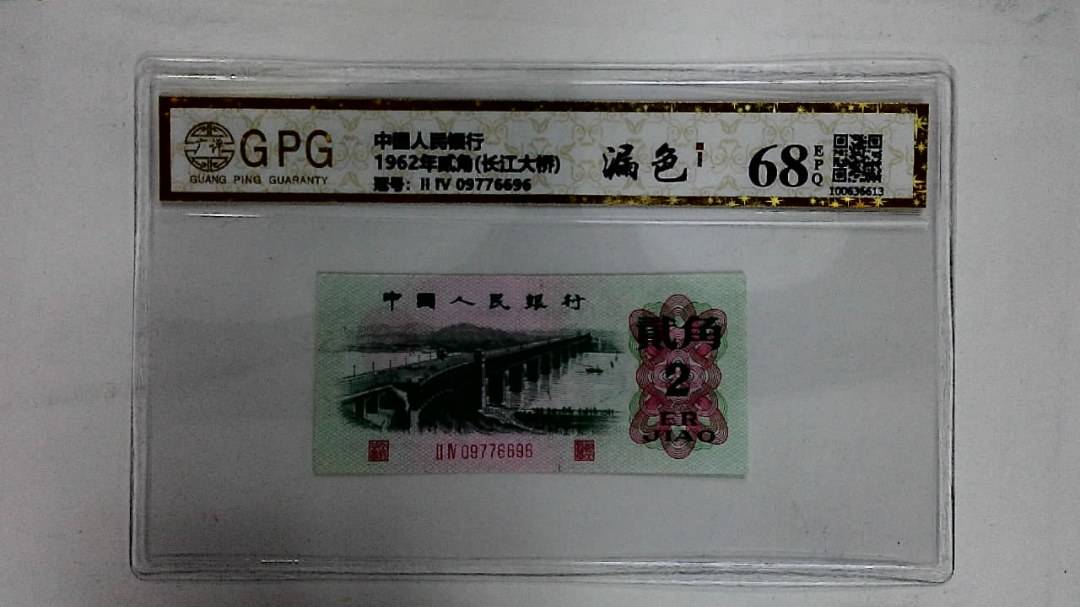 GPG
GUANG PING GUARANTY
中國人民銀行
1962年贰角(长江大桥)
冠号: II IV 09776696
漏色
68
EPQ
100636613
中國人民銀行
貳角
2
ER
JIAO
II IV 09776696